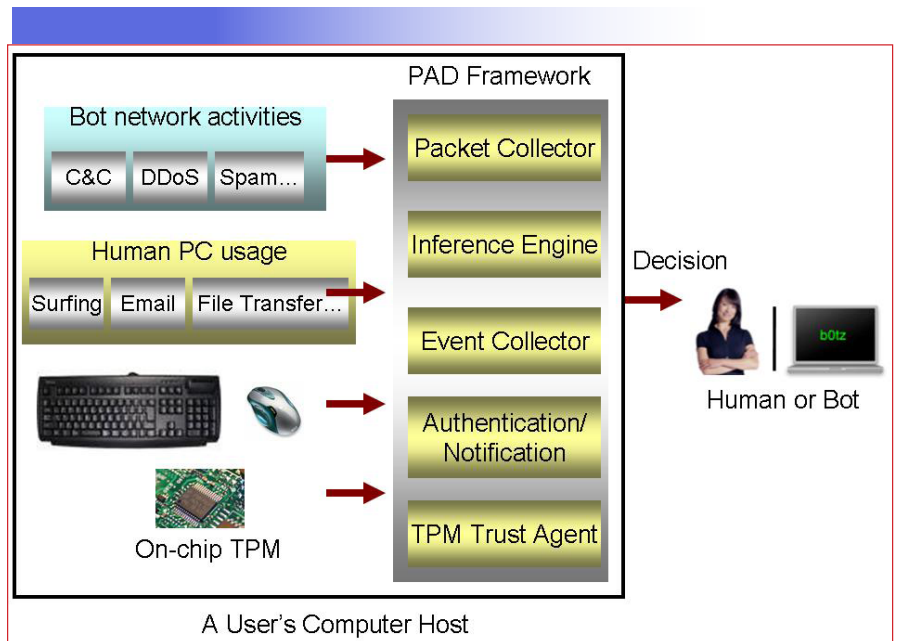 PAD Framework
Bot network activities
C&C DDoS Spam...
Packet Collector
Human PC usage
Surfing Email File Transfer...
Inference Engine
Event Collector
Authentication/
Notification
On-chip TPM
TPM Trust Agent
Decision
b0tz
Human or Bot
A User's Computer Host